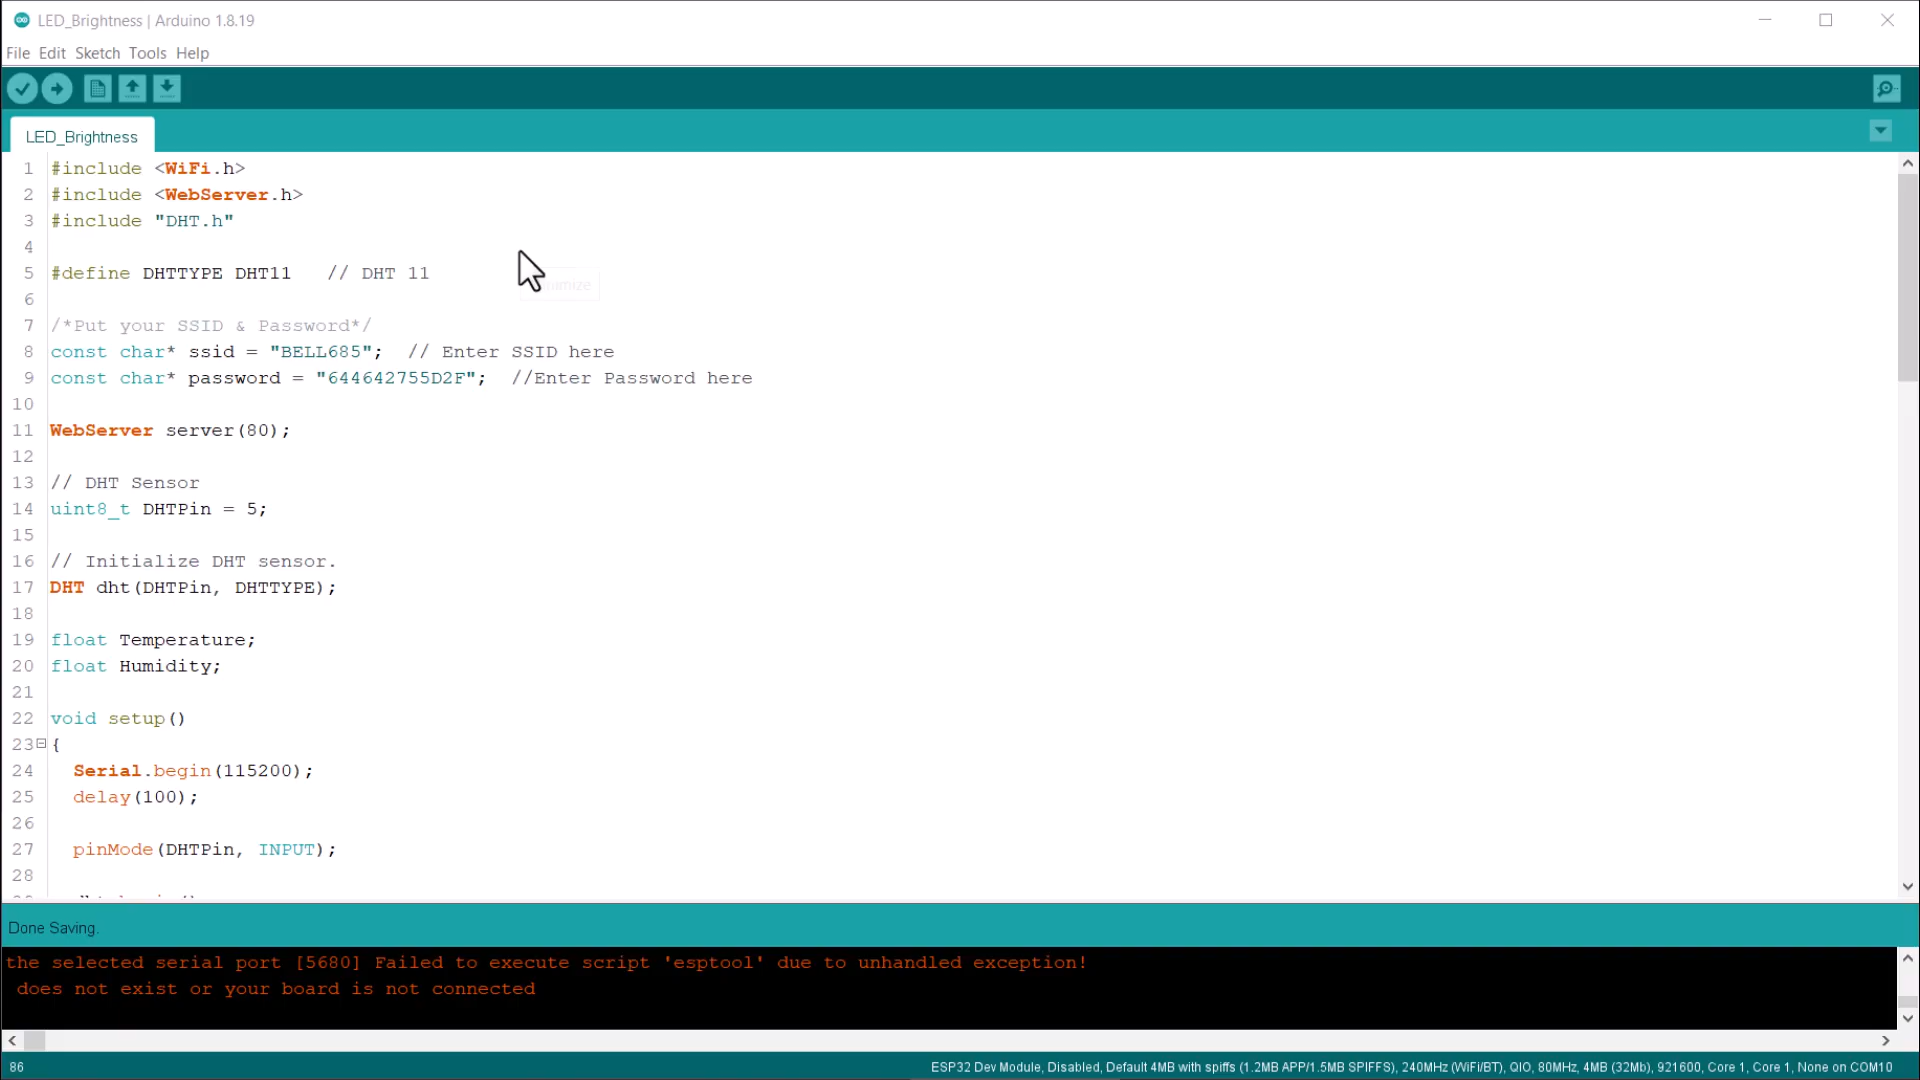 LED_Brightness | Arduino 1.8.19
File Edit Sketch Tools Help
LED_Brightness
1 #include <WiFi.h>
2 #include <WebServer.h>
3 #include "DHT.h"
4
5 #define DHTTYPE DHT11   // DHT 11
6
7 /*Put your SSID & Password*/
8 const char* ssid = "BELL685";  // Enter SSID here
9 const char* password = "644642755D2F";  //Enter Password here
10
11 WebServer server(80);
12
13 // DHT Sensor
14 uint8_t DHTPin = 5;
15
16 // Initialize DHT sensor.
17 DHT dht(DHTPin, DHTTYPE);
18
19 float Temperature;
20 float Humidity;
21
22 void setup()
23 {
24   Serial.begin(115200);
25   delay(100);
26
27   pinMode(DHTPin, INPUT);
28
Done Saving.
the selected serial port [5680] Failed to execute script 'esptool' due to unhandled exception!
does not exist or your board is not connected
86
ESP32 Dev Module, Disabled, Default 4MB with spiffs (1.2MB APP/1.5MB SPIFFS), 240MHz (WiFi/BT), QIO, 80MHz, 4MB (32Mb), 921600, Core 1, Core 1, None on COM10